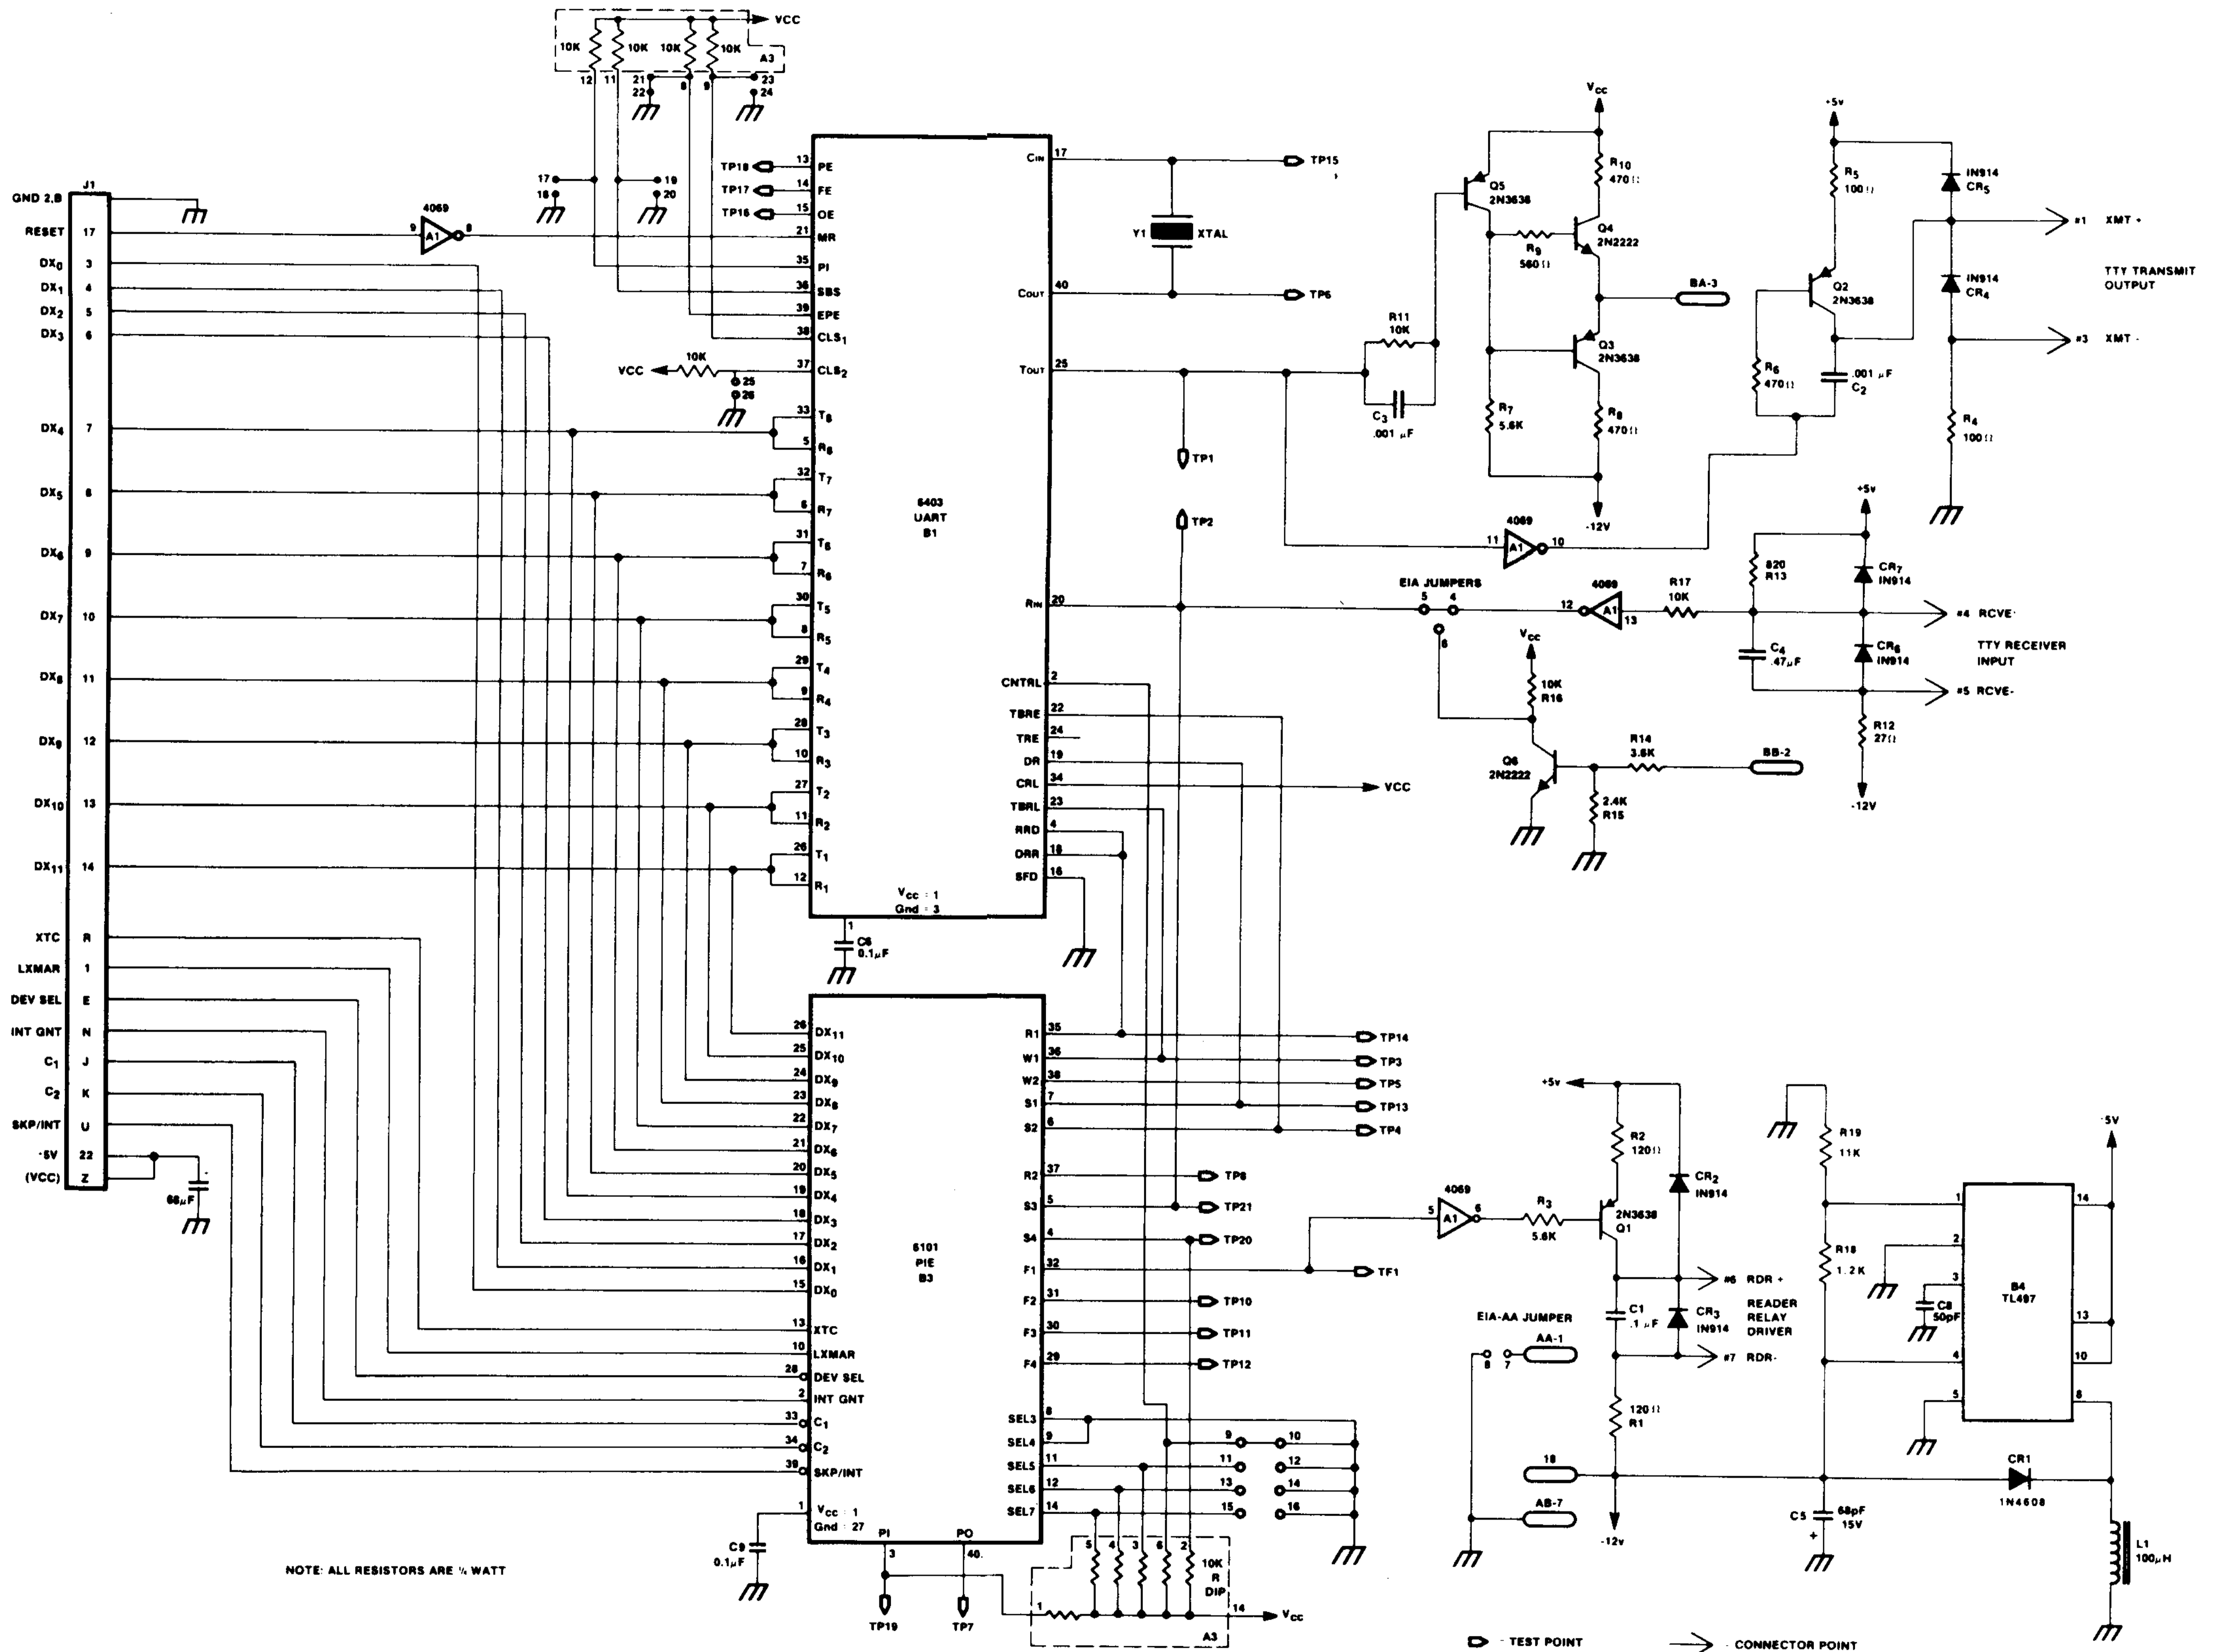 VCC
10K 10K 10K 10K
A3
12 11 21 8 9 23
22 24
J1
GND 2,B
RESET 17
DX0 3
DX1 4
DX2 5
DX3 6
DX4 7
DX5 8
DX6 9
DX7 10
DX8 11
DX9 12
DX10 13
DX11 14
XTC R
LXMAR 1
DEV SEL E
INT GNT N
C1 J
C2 K
SKP/INT U
5V 22
(VCC) Z
68µF
4069
9 A1 8
17 19
18 20
TP18 13 PE
TP17 14 FE
TP16 15 OE
21 MR
35 PI
36 SBS
39 EPE
38 CLS1
VCC 10K 37 CLS2
25
26
33 T8
5 R8
32 T7
6 R7
31 T6
7 R6
30 T5
8 R5
29 T4
9 R4
28 T3
10 R3
27 T2
11 R2
26 T1
12 R1
6403
UART
B1
VCC = 1
Gnd = 3
1
C6
0.1µF
CIN 17 TP15
Y1 XTAL
COUT 40 TP6
TOUT 25
TP1
TP2
RIN 20
CNTRL 2
TBRE 22
TRE 24
DR 19
CRL 34 VCC
TBRL 23
RRD 4
DRR 18
SFD 16
R11
10K
C3
.001 µF
VCC
Q5
2N3638
R10
470Ω
R9
560Ω
Q4
2N2222
BA-3
Q3
2N3638
R7
5.6K
R8
470Ω
-12V
4069
11 A1 10
+5v
R5
100Ω
IN914
CR5
#1 XMT +
Q2
2N3638
IN914
CR4
TTY TRANSMIT
OUTPUT
#3 XMT -
R6
470Ω
.001 µF
C2
R4
100Ω
EIA JUMPERS
5 4
6
4069
12 A1 13
R17
10K
+5v
820
R13
CR7
IN914
#4 RCVE
C4
.47µF
CR6
IN914
TTY RECEIVER
INPUT
#5 RCVE-
R12
27Ω
-12V
VCC
10K
R16
Q6
2N2222
R14
3.6K
BB-2
2.4K
R15
26 DX11
25 DX10
24 DX9
23 DX8
22 DX7
21 DX6
20 DX5
19 DX4
18 DX3
17 DX2
16 DX1
15 DX0
13 XTC
10 LXMAR
28 DEV SEL
2 INT GNT
33 C1
34 C2
39 SKP/INT
1 VCC = 1
Gnd = 27
C9
0.1µF
6101
PIE
B3
PI PO
3 40.
TP19 TP7
R1 35 TP14
W1 36 TP3
W2 38 TP5
S1 7 TP13
S2 6 TP4
R2 37 TP8
S3 5 TP21
S4 4 TP20
F1 32 TF1
F2 31 TP10
F3 30 TP11
F4 29 TP12
SEL3 8
SEL4 9 9 10
SEL5 11 11 12
SEL6 12 13 14
SEL7 14 15 16
5 4 3 6 2
10K
R
DIP
1 14 VCC
A3
4069
5 A1 6
R3
5.6K
+5v
R2
120Ω
CR2
IN914
2N3638
Q1
#6 RDR +
C1
.1 µF
CR3
IN914
READER
RELAY
DRIVER
#7 RDR-
EIA-AA JUMPER
AA-1
8 7
120Ω
R1
18
AB-7
-12v
R19
11K
R18
1.2K
1
2
3
C8
50pF
4
5
B4
TL497
14
13
10
8
5V
CR1
1N4608
C5
68pF
15V
+
L1
100µH
NOTE: ALL RESISTORS ARE ¼ WATT
- TEST POINT
- CONNECTOR POINT